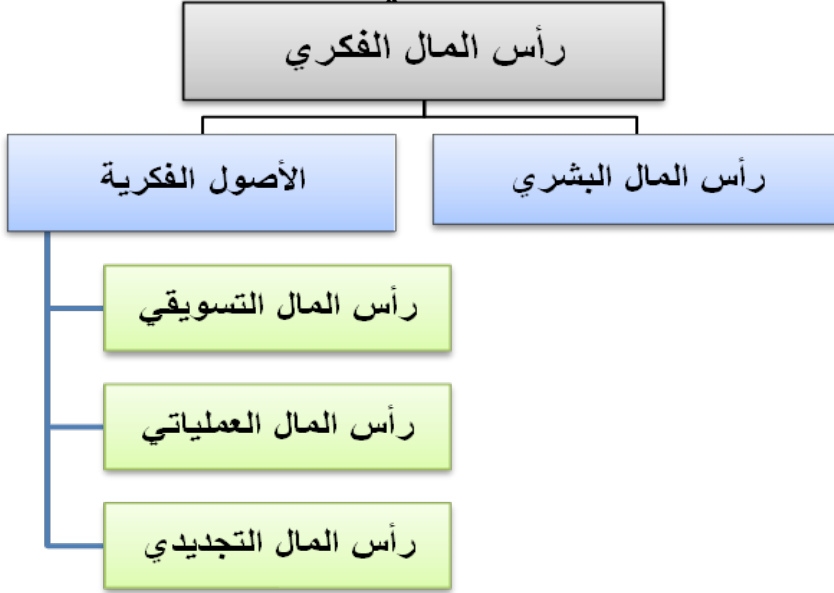 رأس المال الفكري
رأس المال البشري
الأصول الفكرية
رأس المال التسويقي
رأس المال العملياتي
رأس المال التجديدي